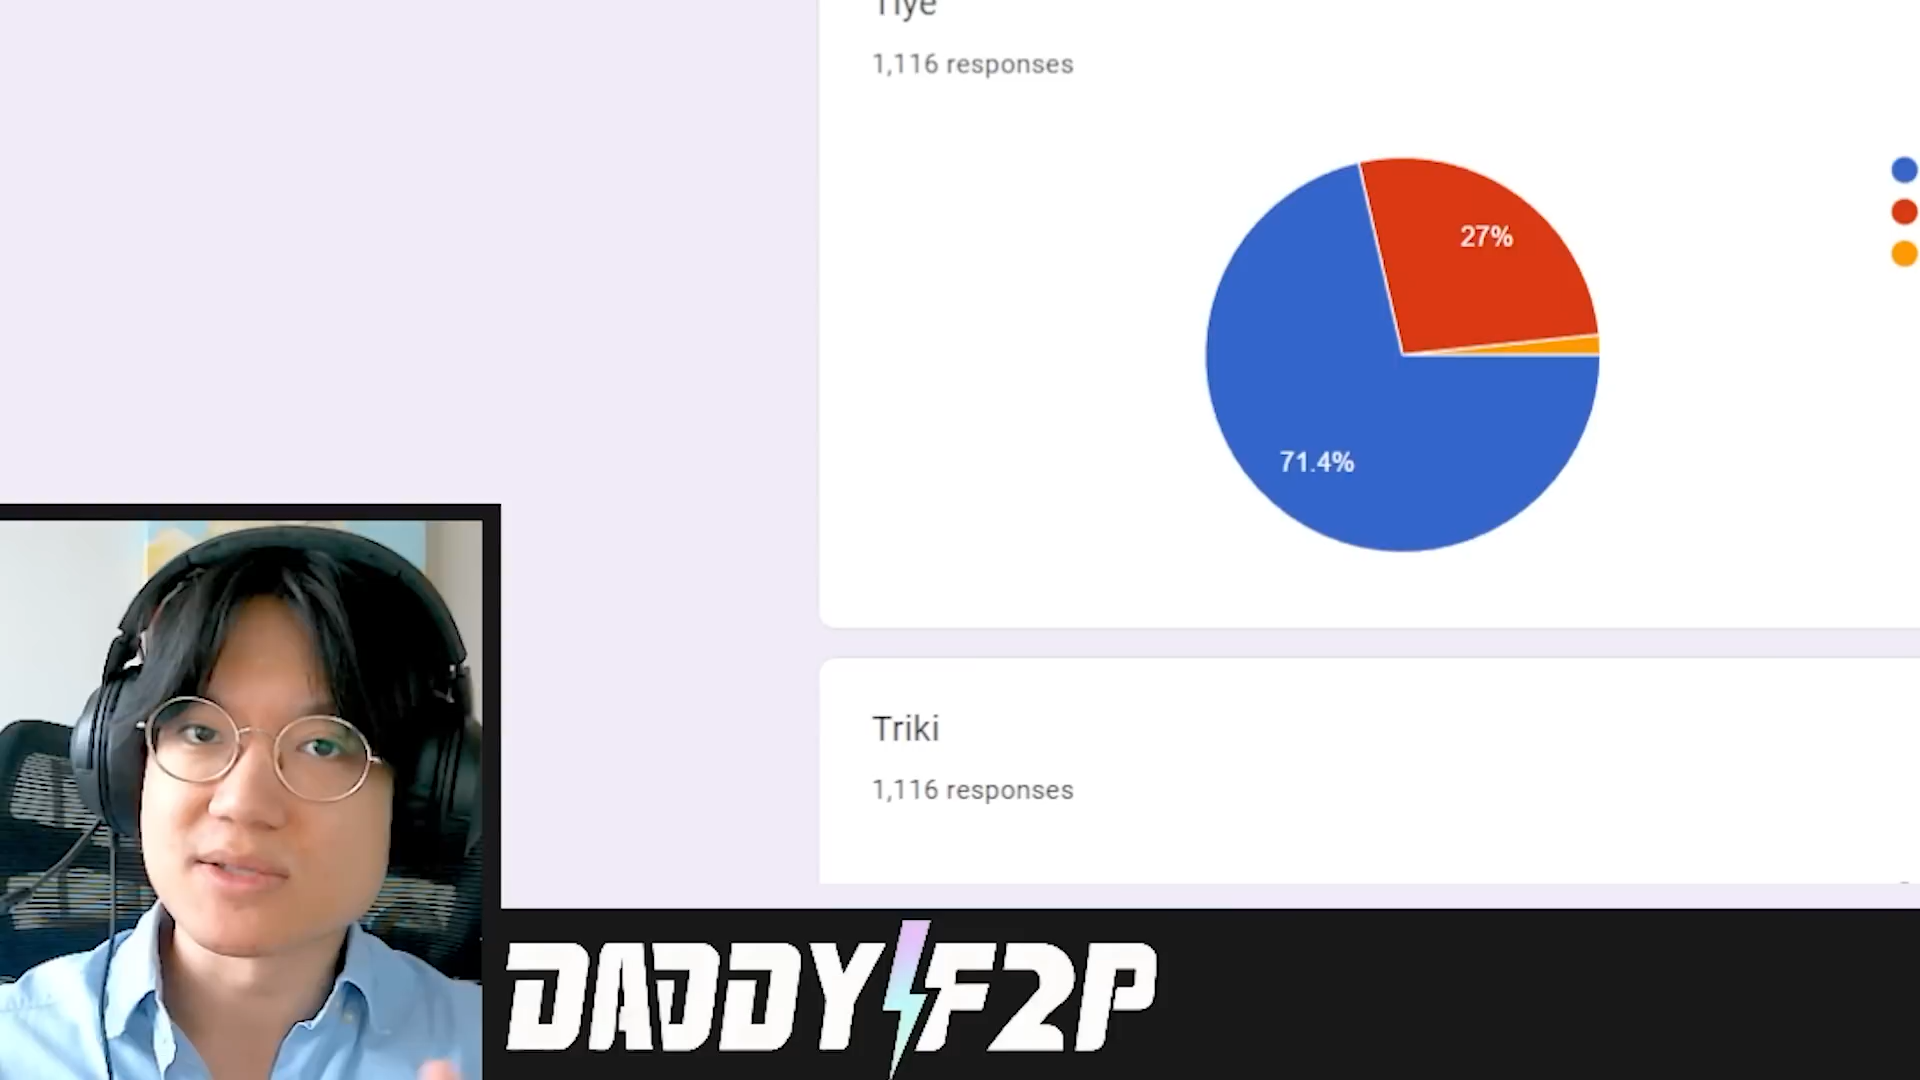 1,116 responses
27%
71.4%
Triki
1,116 responses
DADDY F2P